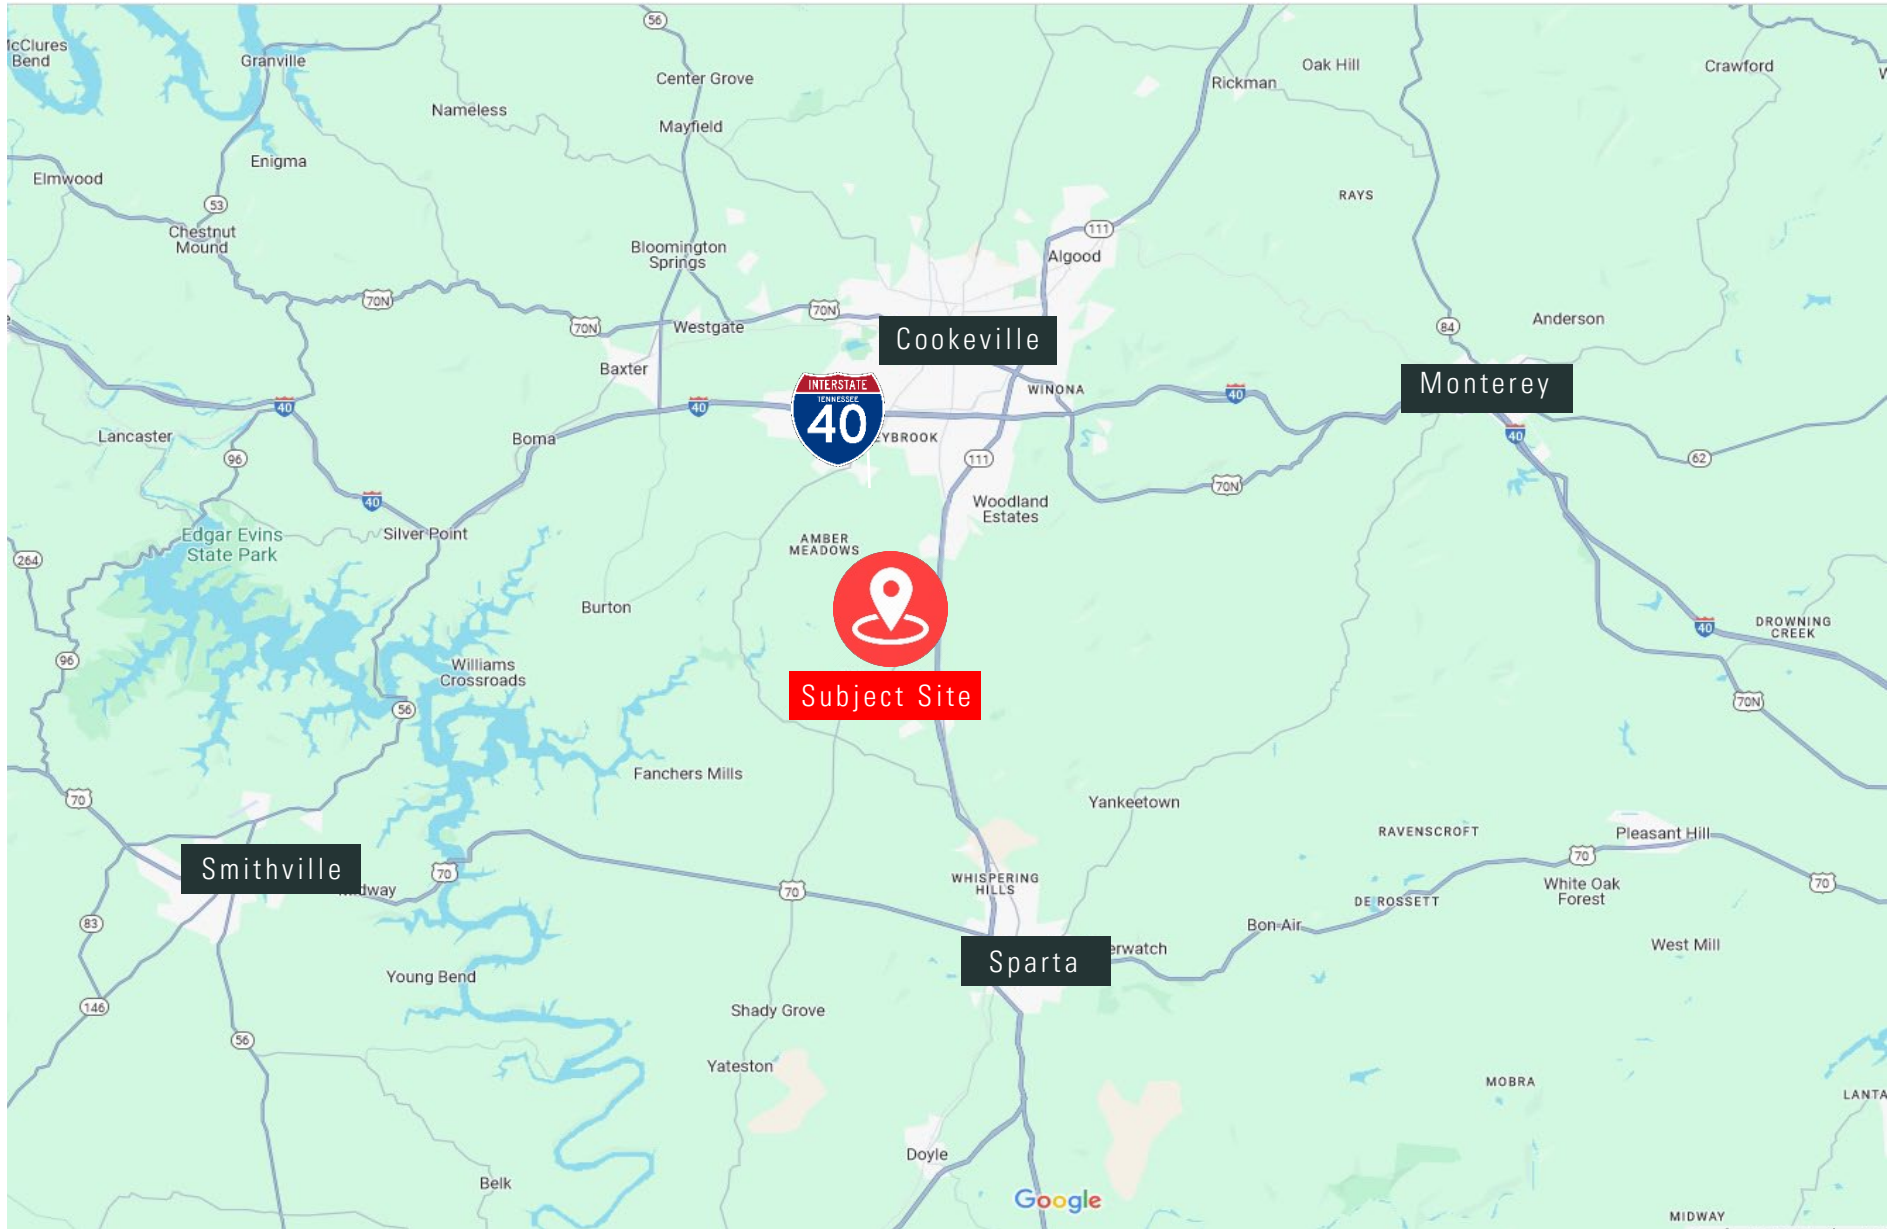 56
McClures
Bend
Granville
Center Grove
Rickman
Oak Hill
Crawford
Nameless
Mayfield
Enigma
Elmwood
RAYS
53
Chestnut
Mound
Bloomington
Springs
111
Algood
70N
70N
70N
Westgate
Cookeville
84
Anderson
Baxter
INTERSTATE
TENNESSEE
40
WINONA
Monterey
40
40
40
Lancaster
Boma
EYBROOK
40
96
111
62
40
70N
Woodland
Estates
Edgar Evins
State Park
Silver Point
AMBER
MEADOWS
264
Burton
40
DROWNING
CREEK
96
Williams
Crossroads
Subject Site
56
70N
Fanchers Mills
70
Yankeetown
RAVENSCROFT
Pleasant Hill
Smithville
Midway
70
70
WHISPERING
HILLS
70
White Oak
Forest
70
DE ROSSETT
83
Bon-Air
Sparta
erwatch
West Mill
Young Bend
146
Shady Grove
56
Yateston
MOBRA
LANTA
Doyle
Belk
Google
MIDWAY